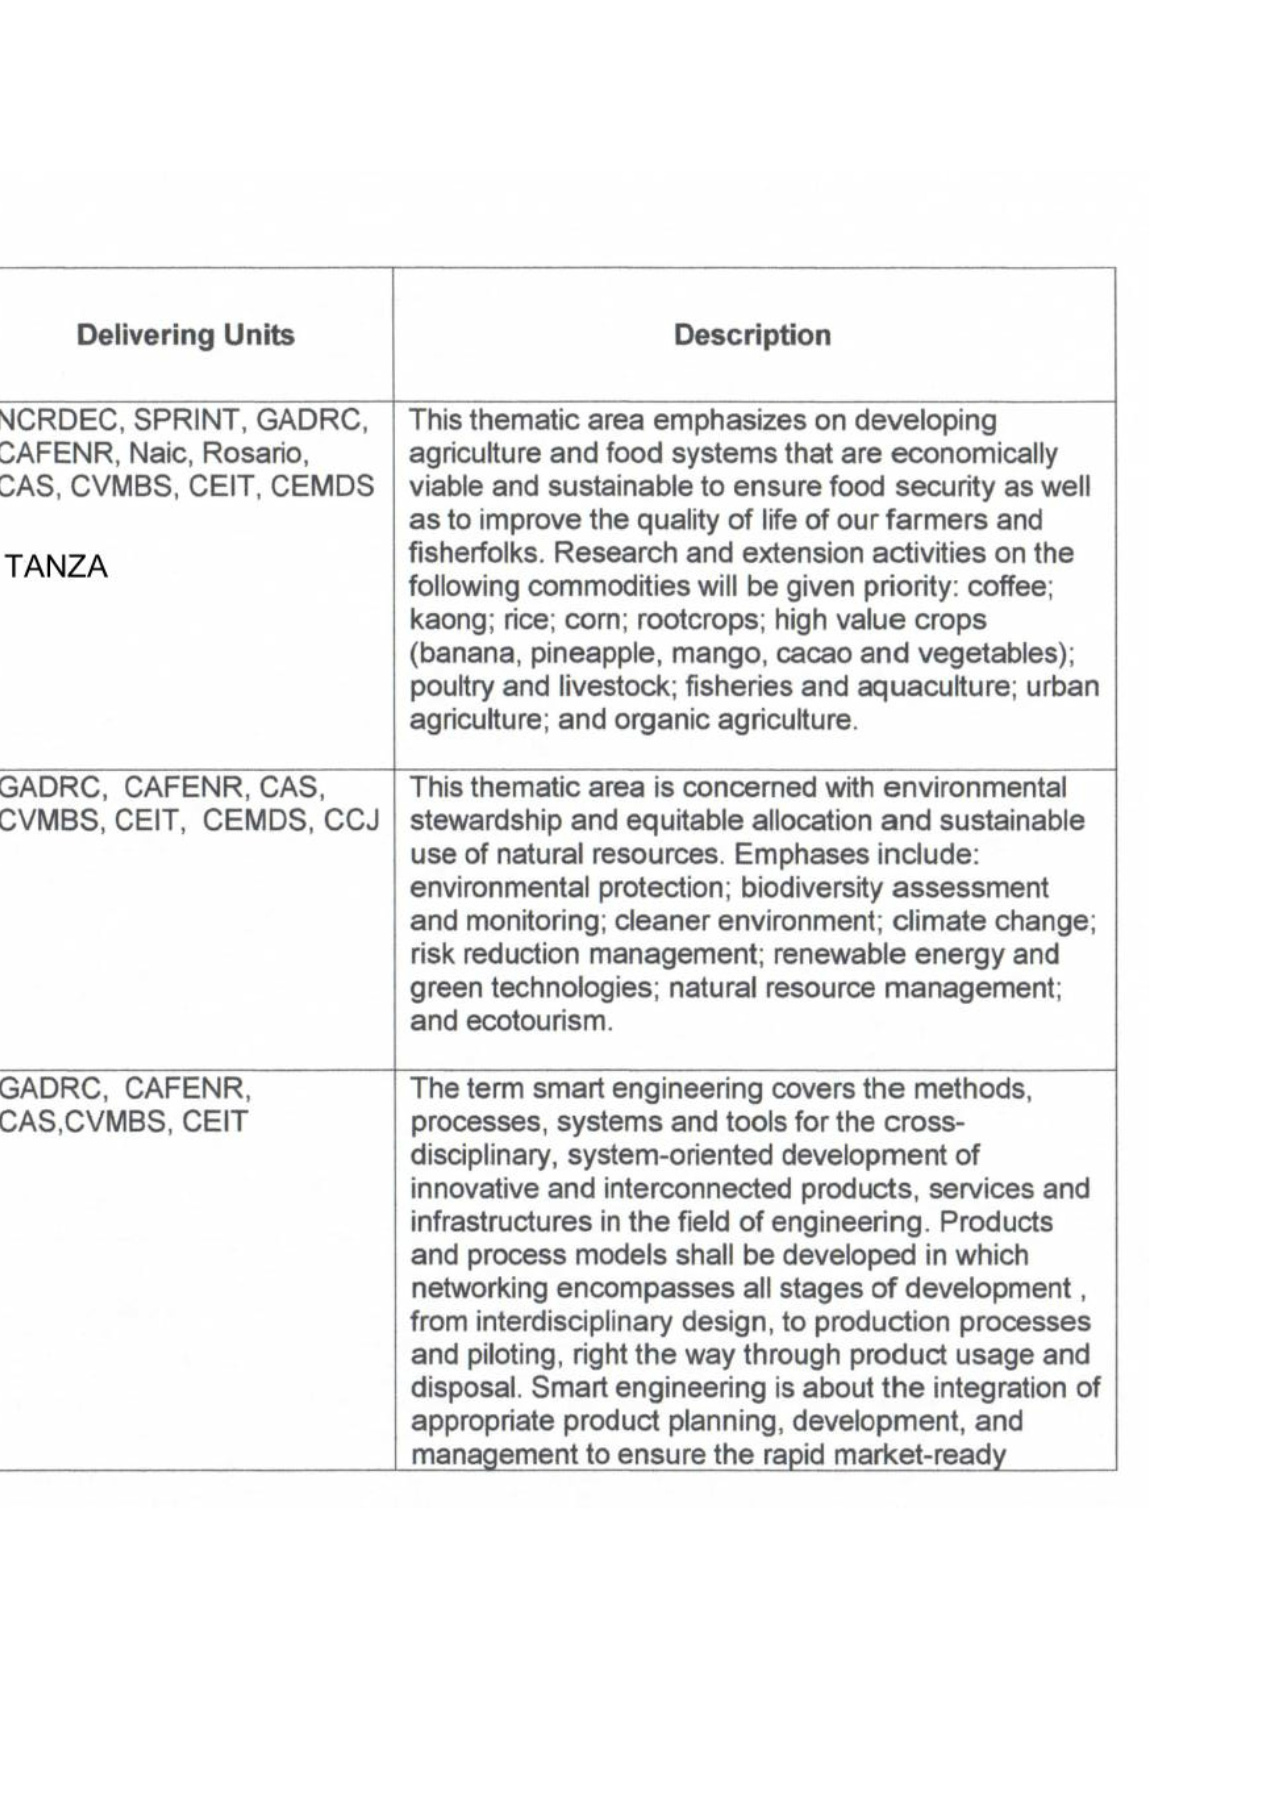 Delivering Units
Description
NCRDEC, SPRINT, GADRC,
CAFENR, Naic, Rosario,
CAS, CVMBS, CEIT, CEMDS
TANZA
This thematic area emphasizes on developing
agriculture and food systems that are economically
viable and sustainable to ensure food security as well
as to improve the quality of life of our farmers and
fisherfolks. Research and extension activities on the
following commodities will be given priority: coffee;
kaong; rice; corn; rootcrops; high value crops
(banana, pineapple, mango, cacao and vegetables);
poultry and livestock; fisheries and aquaculture; urban
agriculture; and organic agriculture.
GADRC, CAFENR, CAS,
CVMBS, CEIT, CEMDS, CCJ
This thematic area is concerned with environmental
stewardship and equitable allocation and sustainable
use of natural resources. Emphases include:
environmental protection; biodiversity assessment
and monitoring; cleaner environment; climate change;
risk reduction management; renewable energy and
green technologies; natural resource management;
and ecotourism.
GADRC, CAFENR,
CAS,CVMBS, CEIT
The term smart engineering covers the methods,
processes, systems and tools for the cross-
disciplinary, system-oriented development of
innovative and interconnected products, services and
infrastructures in the field of engineering. Products
and process models shall be developed in which
networking encompasses all stages of development ,
from interdisciplinary design, to production processes
and piloting, right the way through product usage and
disposal. Smart engineering is about the integration of
appropriate product planning, development, and
management to ensure the rapid market-ready